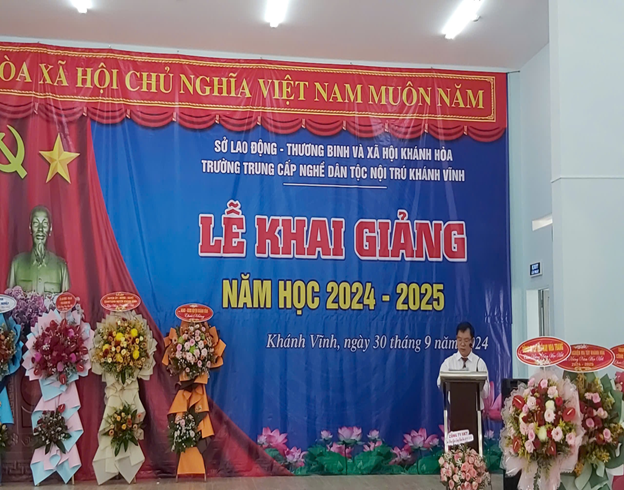 ÒA XÃ HỘI CHỦ NGHĨA VIỆT NAM MUÔN NĂM
SỞ LAO ĐỘNG - THƯƠNG BINH VÀ XÃ HỘI KHÁNH HÒA
TRƯỜNG TRUNG CẤP NGHỀ DÂN TỘC NỘI TRÚ KHÁNH VĨNH
LỄ KHAI GIẢNG
NĂM HỌC 2024 - 2025
Khánh Vĩnh, ngày 30 tháng 9 năm 2024